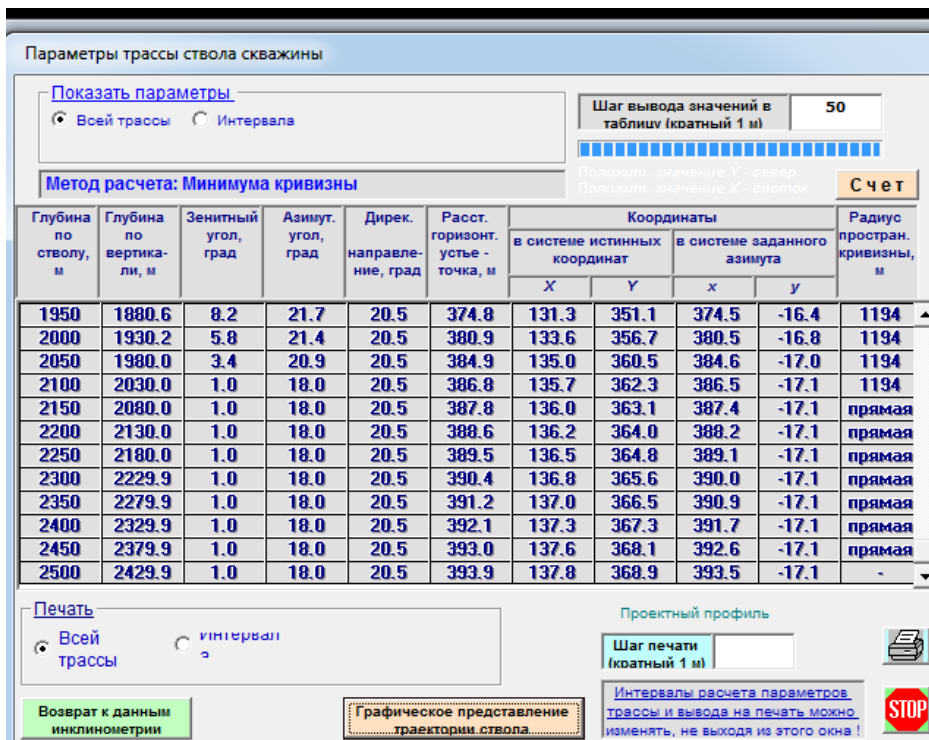 Параметры трассы ствола скважины
Показать параметры
Всей трассы Интервала
Шаг вывода значений в
таблицу (кратный 1 м)
50
Положит. значение Y - север
Положит. значение X - восток
Метод расчета: Минимума кривизны
Счет
Глубина по стволу, м
Глубина по вертика-ли, м
Зенитный угол, град
Азимут. угол, град
Дирек. направле-ние, град
Расст. горизонт. устье - точка, м
Координаты
в системе истинных координат
в системе заданного азимута
X Y x y
Радиус простран. кривизны, м
1950 1880.6 8.2 21.7 20.5 374.8 131.3 351.1 374.5 -16.4 1194
2000 1930.2 5.8 21.4 20.5 380.9 133.6 356.7 380.5 -16.8 1194
2050 1980.0 3.4 20.9 20.5 384.9 135.0 360.5 384.6 -17.0 1194
2100 2030.0 1.0 18.0 20.5 386.8 135.7 362.3 386.5 -17.1 1194
2150 2080.0 1.0 18.0 20.5 387.8 136.0 363.1 387.4 -17.1 прямая
2200 2130.0 1.0 18.0 20.5 388.6 136.2 364.0 388.2 -17.1 прямая
2250 2180.0 1.0 18.0 20.5 389.5 136.5 364.8 389.1 -17.1 прямая
2300 2229.9 1.0 18.0 20.5 390.4 136.8 365.6 390.0 -17.1 прямая
2350 2279.9 1.0 18.0 20.5 391.2 137.0 366.5 390.9 -17.1 прямая
2400 2329.9 1.0 18.0 20.5 392.1 137.3 367.3 391.7 -17.1 прямая
2450 2379.9 1.0 18.0 20.5 393.0 137.6 368.1 392.6 -17.1 прямая
2500 2429.9 1.0 18.0 20.5 393.9 137.8 368.9 393.5 -17.1 -
Печать
Всей трассы
Интервала
Проектный профиль
Шаг печати
(кратный 1 м)
Возврат к данным
инклинометрии
Графическое представление
траектории ствола
Интервалы расчета параметров
трассы и вывода на печать можно
изменять, не выходя из этого окна !
STOP